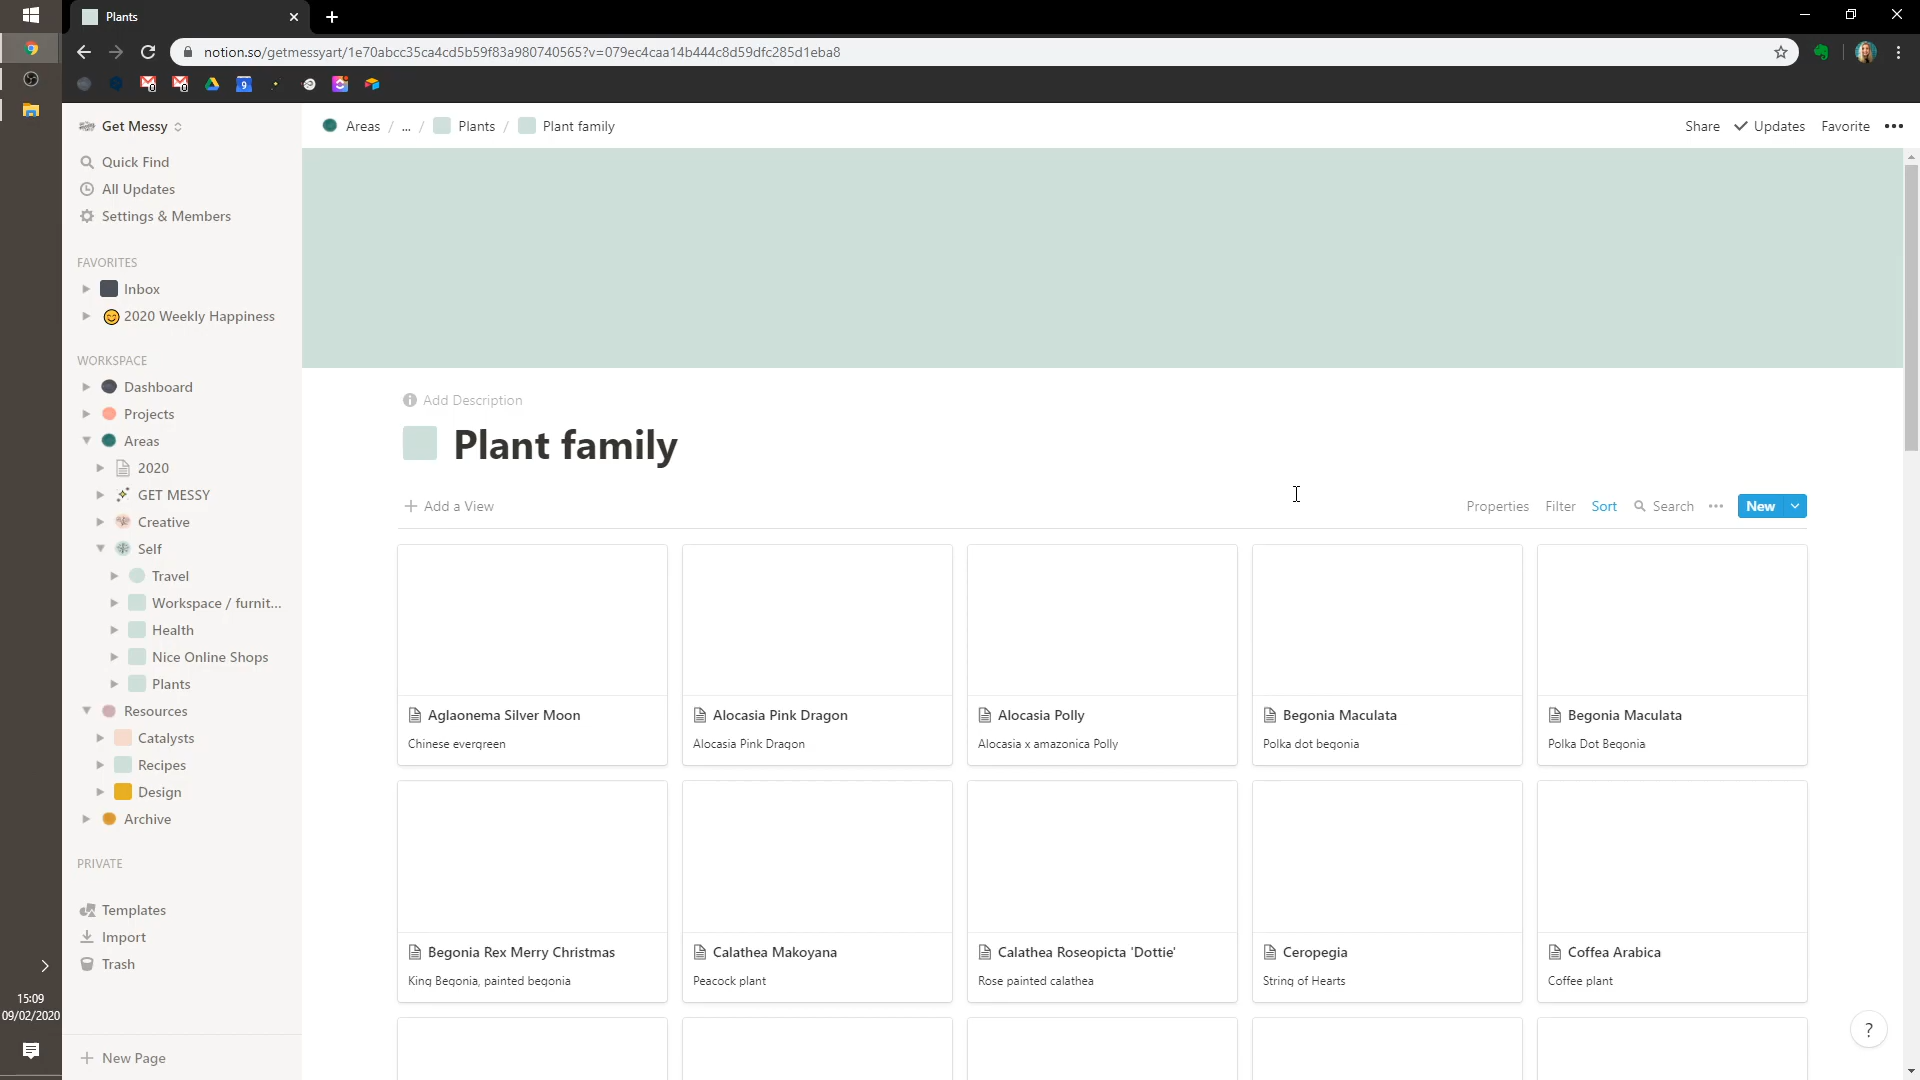 Plants
notion.so/getmessyart/1e70abcc35ca4cd5b59f83a980740565?v=079ec4caa14b444c8d59dfc285d1eba8
Get Messy
Quick Find
All Updates
Settings & Members
FAVORITES
Inbox
2020 Weekly Happiness
WORKSPACE
Dashboard
Projects
Areas
2020
GET MESSY
Creative
Self
Travel
Workspace / furnit...
Health
Nice Online Shops
Plants
Resources
Catalysts
Recipes
Design
Archive
PRIVATE
Templates
Import
Trash
New Page
15:09
09/02/2020
Areas / ... / Plants / Plant family
Share Updates Favorite
Add Description
Plant family
Add a View
Properties Filter Sort Search New
Aglaonema Silver Moon
Chinese evergreen
Alocasia Pink Dragon
Alocasia Pink Dragon
Alocasia Polly
Alocasia x amazonica Polly
Begonia Maculata
Polka dot begonia
Begonia Maculata
Polka Dot Begonia
Begonia Rex Merry Christmas
King Begonia, painted begonia
Calathea Makoyana
Peacock plant
Calathea Roseopicta 'Dottie'
Rose painted calathea
Ceropegia
String of Hearts
Coffea Arabica
Coffee plant
?